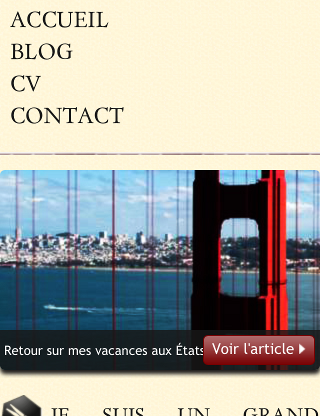 ACCUEIL
BLOG
CV
CONTACT
Retour sur mes vacances aux États
Voir l'article
JE SUIS UN GRAND